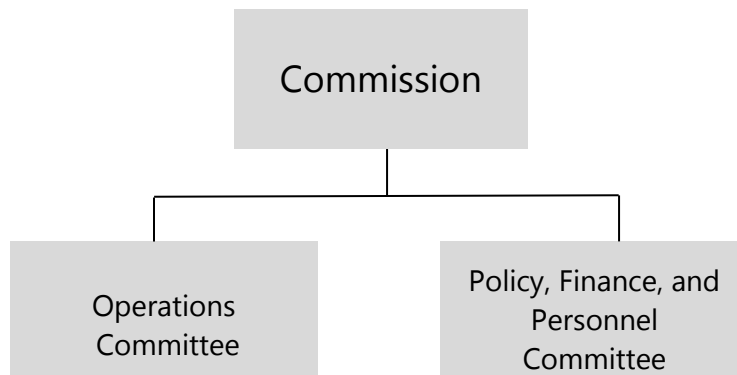 Commission
Operations
Committee
Policy, Finance, and
Personnel
Committee